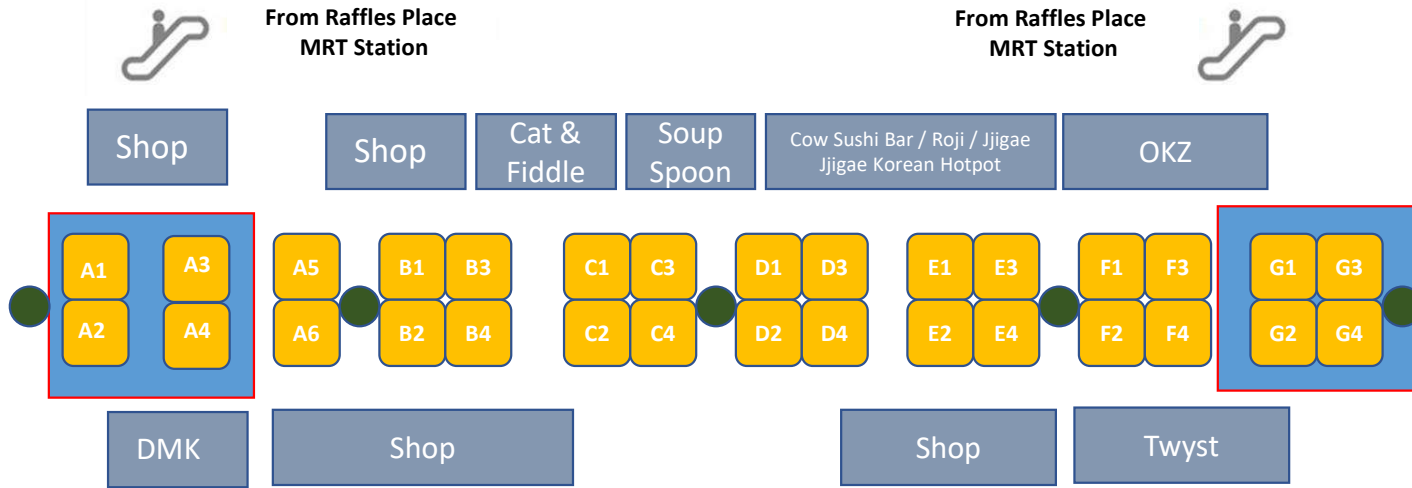 From Raffles Place
MRT Station
From Raffles Place
MRT Station
Shop
Shop
Cat &
Fiddle
Soup
Spoon
Cow Sushi Bar / Roji / Jjigae
Jjigae Korean Hotpot
OKZ
A1
A3
A5
B1
B3
C1
C3
D1
D3
E1
E3
F1
F3
G1
G3
A2
A4
A6
B2
B4
C2
C4
D2
D4
E2
E4
F2
F4
G2
G4
DMK
Shop
Shop
Twyst